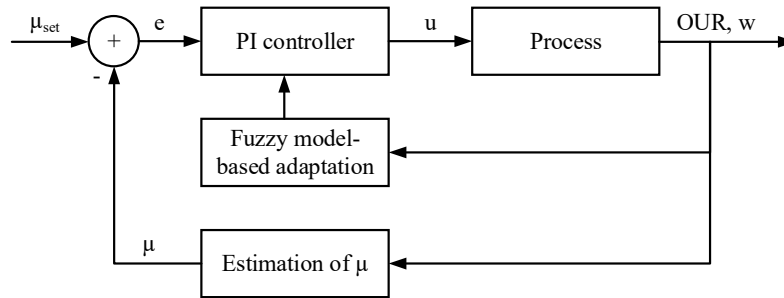 μset
+
e
PI controller
u
Process
OUR, w
-
Fuzzy model-
based adaptation
μ
Estimation of μ